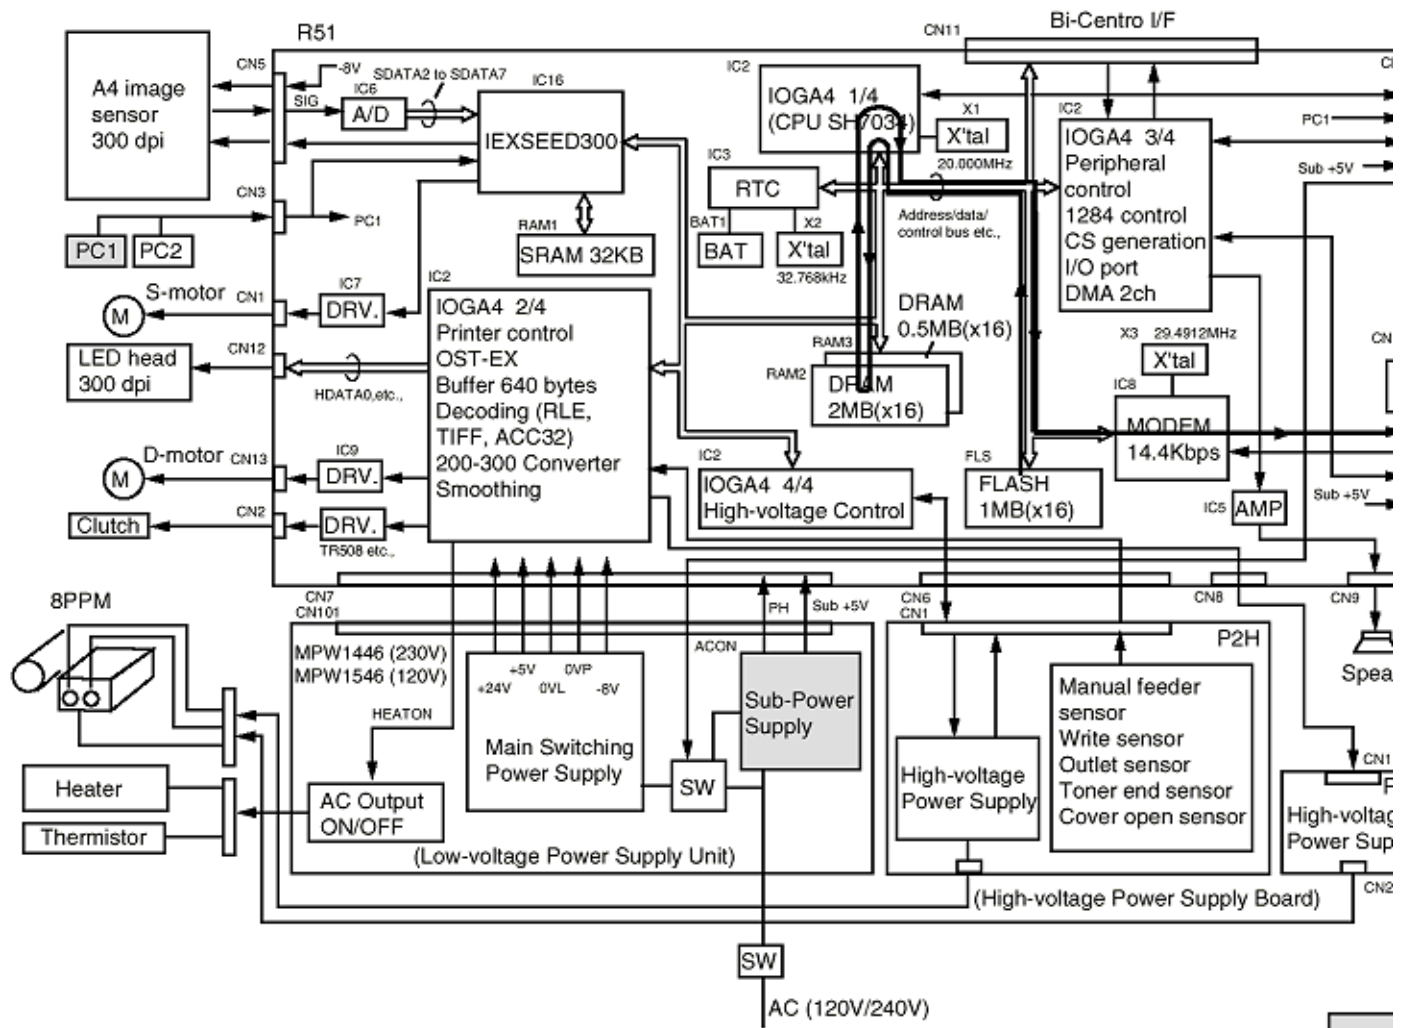 R51
Bi-Centro I/F
CN11
A4 image
sensor
300 dpi
CN5
-8V
SDATA2 to SDATA7
SIG
IC6
A/D
IC16
IEXSEED300
RAM1
SRAM 32KB
CN3
PC1
PC1
PC2
IC2
IOGA4 1/4
(CPU SH7034)
X1
X'tal
20.000MHz
IC3
RTC
BAT1
BAT
X2
X'tal
32.768kHz
Address/data/
control bus etc.,
IC2
IOGA4 3/4
Peripheral
control
1284 control
CS generation
I/O port
DMA 2ch
PC1
Sub +5V
S-motor
M
CN1
IC7
DRV.
LED head
300 dpi
CN12
HDATA0,etc.,
IC2
IOGA4 2/4
Printer control
OST-EX
Buffer 640 bytes
Decoding (RLE,
TIFF, ACC32)
200-300 Converter
Smoothing
DRAM
0.5MB(x16)
RAM3
RAM2
DRAM
2MB(x16)
X3
29.4912MHz
X'tal
IC8
MODEM
14.4Kbps
CN
D-motor
M
CN13
IC9
DRV.
Clutch
CN2
DRV.
TR508 etc.,
IC2
IOGA4 4/4
High-voltage Control
FLS
FLASH
1MB(x16)
IC5
AMP
Sub +5V
8PPM
CN7
CN101
PH
Sub +5V
CN6
CN1
CN8
CN9
Spea
MPW1446 (230V)
MPW1546 (120V)
+24V
+5V
0VL
0VP
-8V
ACON
HEATON
Main Switching
Power Supply
SW
Sub-Power
Supply
P2H
High-voltage
Power Supply
Manual feeder
sensor
Write sensor
Outlet sensor
Toner end sensor
Cover open sensor
CN1
High-voltag
Power Sup
CN2
Heater
Thermistor
AC Output
ON/OFF
(Low-voltage Power Supply Unit)
(High-voltage Power Supply Board)
SW
AC (120V/240V)